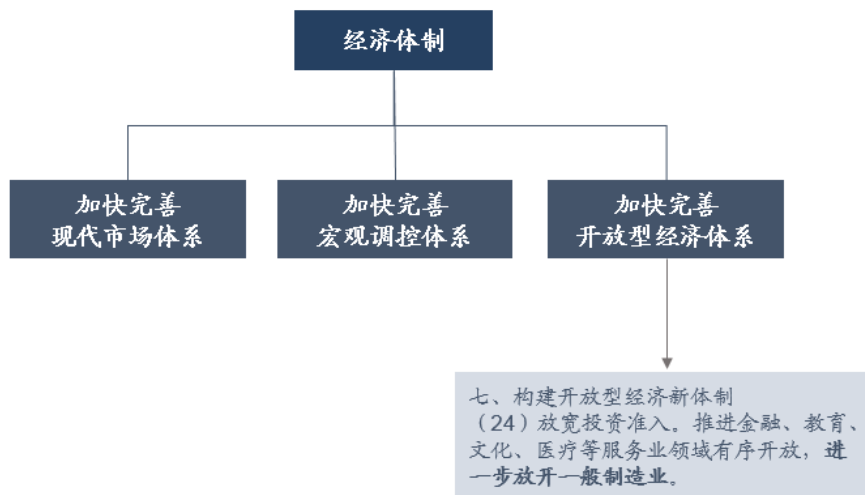 经济体制
加快完善
现代市场体系
加快完善
宏观调控体系
加快完善
开放型经济体系
七、构建开放型经济新体制
（24）放宽投资准入。推进金融、教育、
文化、医疗等服务业领域有序开放，进
一步放开一般制造业。